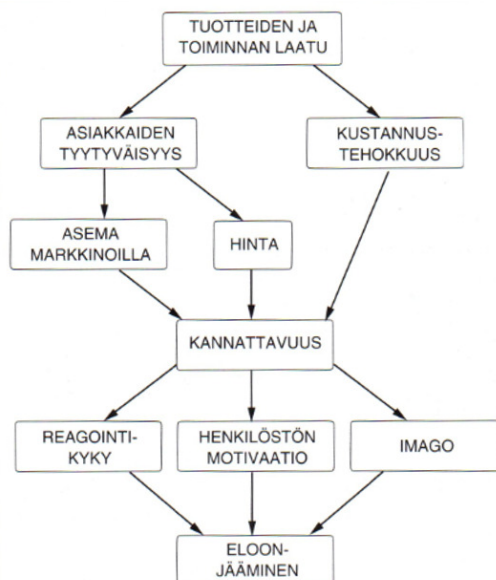 TUOTTEIDEN JA
TOIMINNAN LAATU
ASIAKKAIDEN
TYYTYVÄISYYS
KUSTANNUS-
TEHOKKUUS
ASEMA
MARKKINOILLA
HINTA
KANNATTAVUUS
REAGOINTI-
KYKY
HENKILÖSTÖN
MOTIVAATIO
IMAGO
ELOON-
JÄÄMINEN